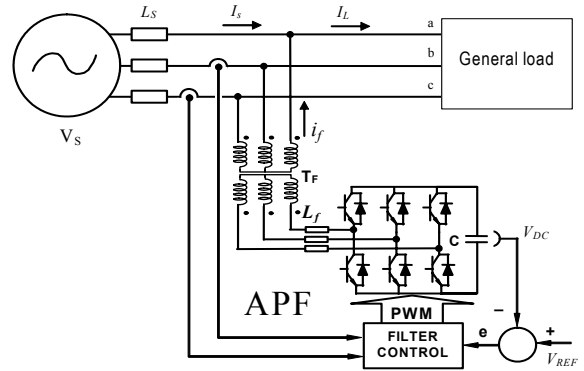 L_S
I_s
I_L
a
b
c
General load
V_S
i_f
T_F
L_f
C
V_DC
APF
PWM
FILTER
CONTROL
e
−
+
V_REF